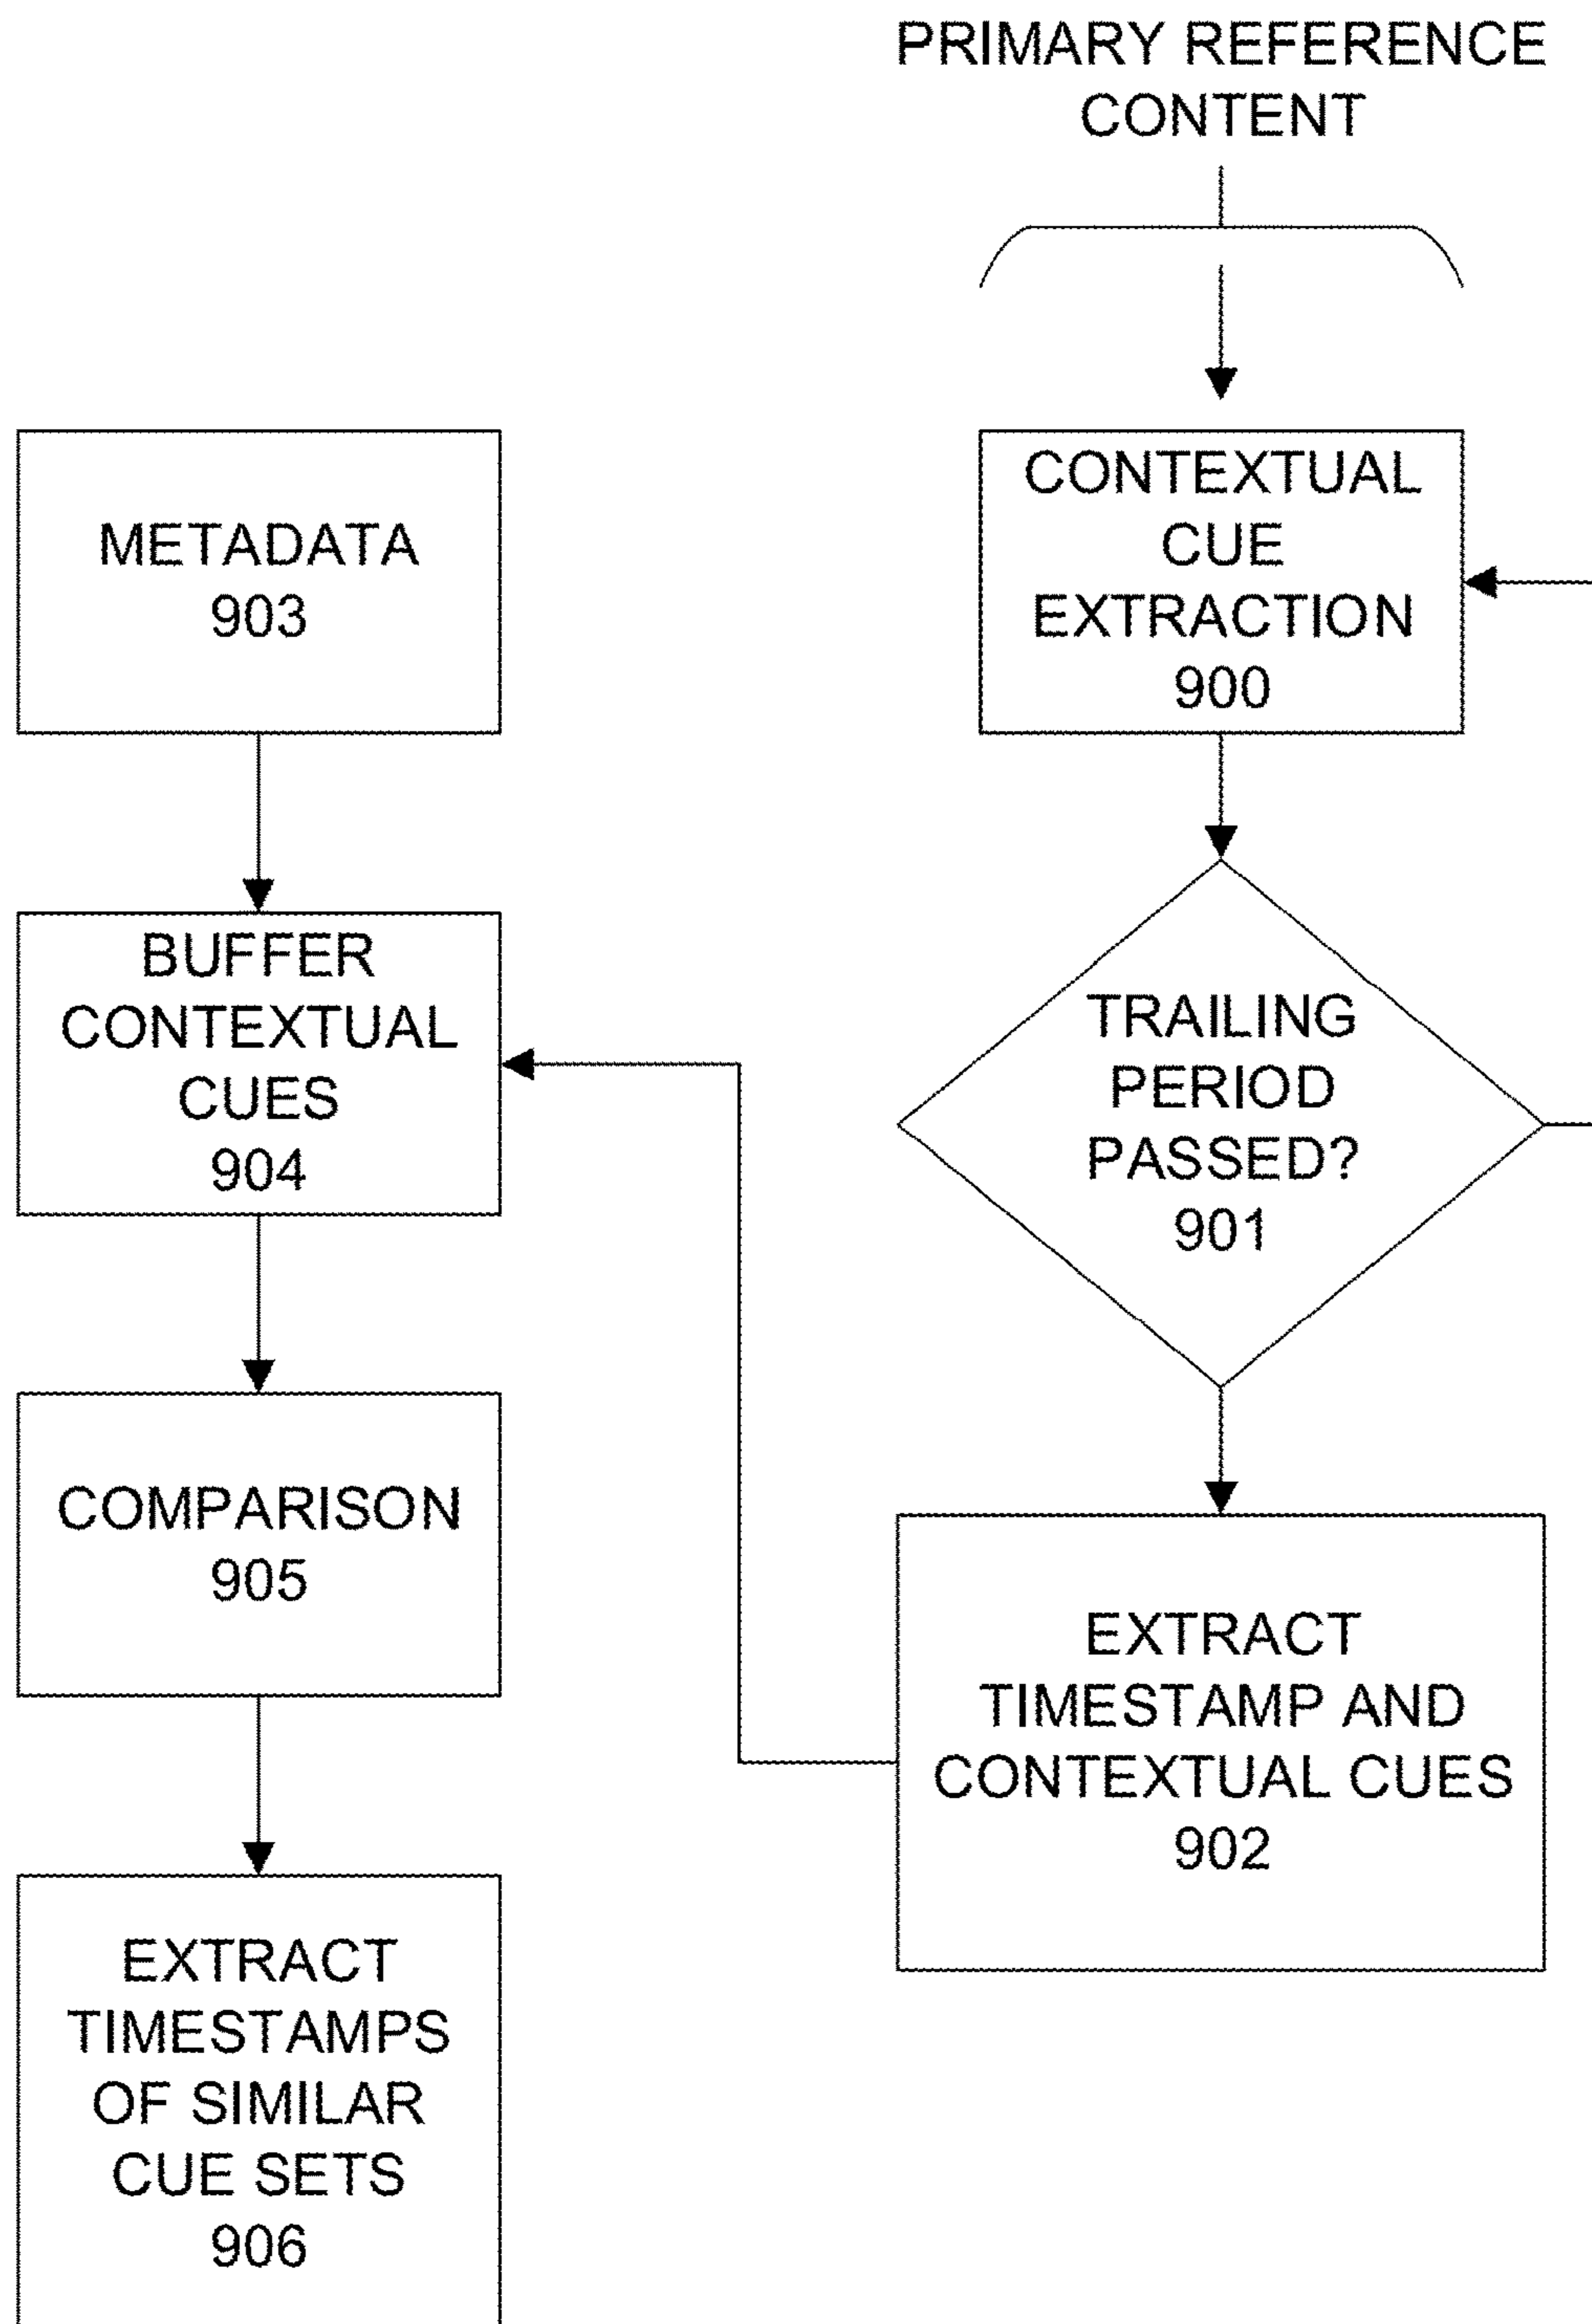 PRIMARY REFERENCE
CONTENT
CONTEXTUAL
CUE
EXTRACTION
900
TRAILING
PERIOD
PASSED?
901
EXTRACT
TIMESTAMP AND
CONTEXTUAL CUES
902
METADATA
903
BUFFER
CONTEXTUAL
CUES
904
COMPARISON
905
EXTRACT
TIMESTAMPS
OF SIMILAR
CUE SETS
906